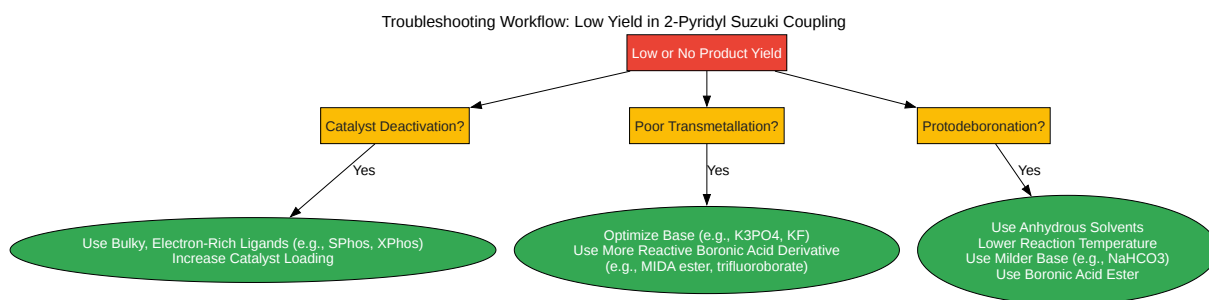 Troubleshooting Workflow: Low Yield in 2-Pyridyl Suzuki Coupling
Low or No Product Yield
Catalyst Deactivation?
Poor Transmetallation?
Protodeboronation?
Yes
Yes
Yes
Use Bulky, Electron-Rich Ligands (e.g., SPhos, XPhos)
Increase Catalyst Loading
Optimize Base (e.g., K3PO4, KF)
Use More Reactive Boronic Acid Derivative
(e.g., MIDA ester, trifluoroborate)
Use Anhydrous Solvents
Lower Reaction Temperature
Use Milder Base (e.g., NaHCO3)
Use Boronic Acid Ester